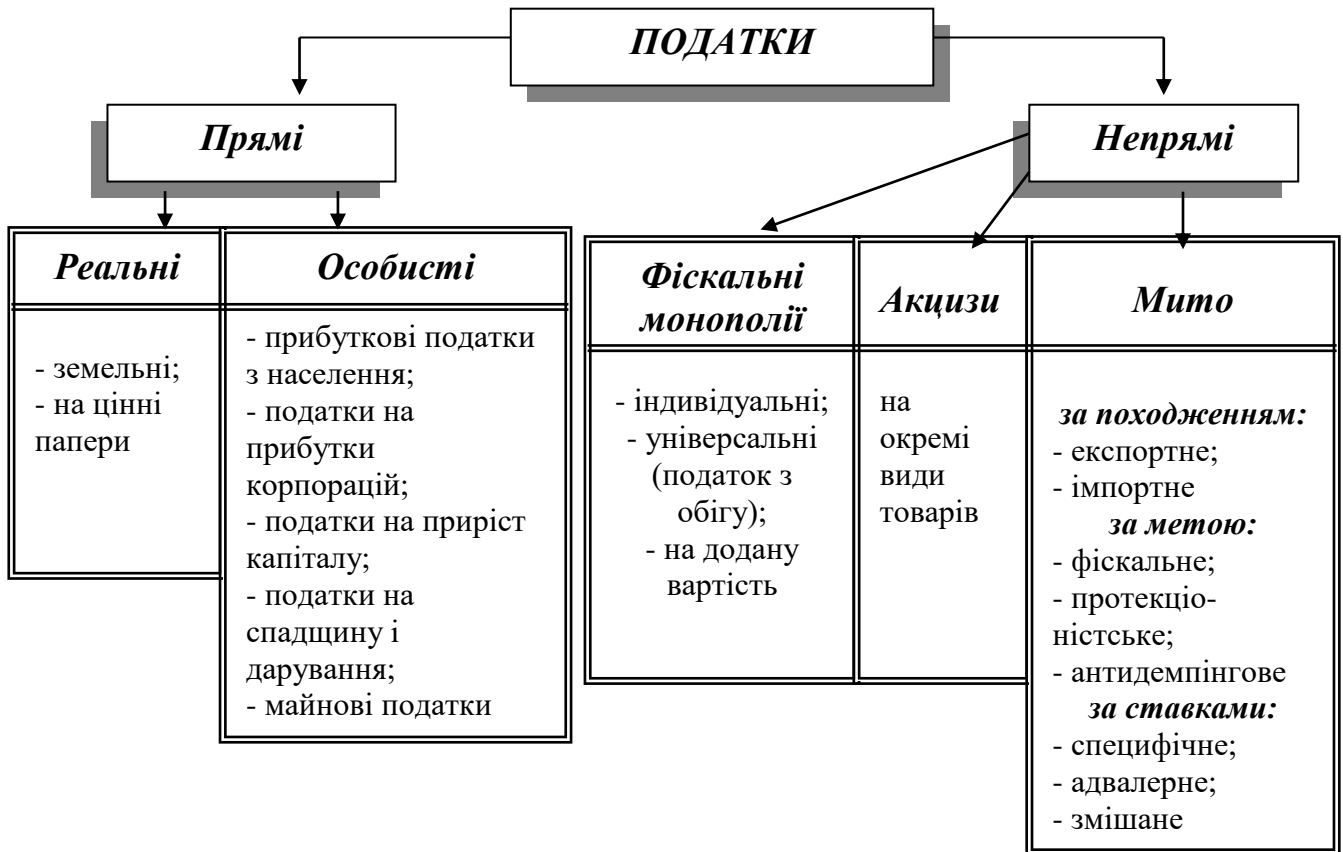 ПОДАТКИ
Прямі
Непрямі
Реальні
- земельні;
- на цінні
папери
Особисті
- прибуткові податки
з населення;
- податки на
прибутки
корпорацій;
- податки на приріст
капіталу;
- податки на
спадщину і
дарування;
- майнові податки
Фіскальні
монополії
- індивідуальні;
- універсальні
(податок з
обігу);
- на додану
вартість
Акцизи
на
окремі
види
товарів
Мито
за походженням:
- експортне;
- імпортне
за метою:
- фіскальне;
- протекціо-
ністське;
- антидемпінгове
за ставками:
- специфічне;
- адвалерне;
- змішане